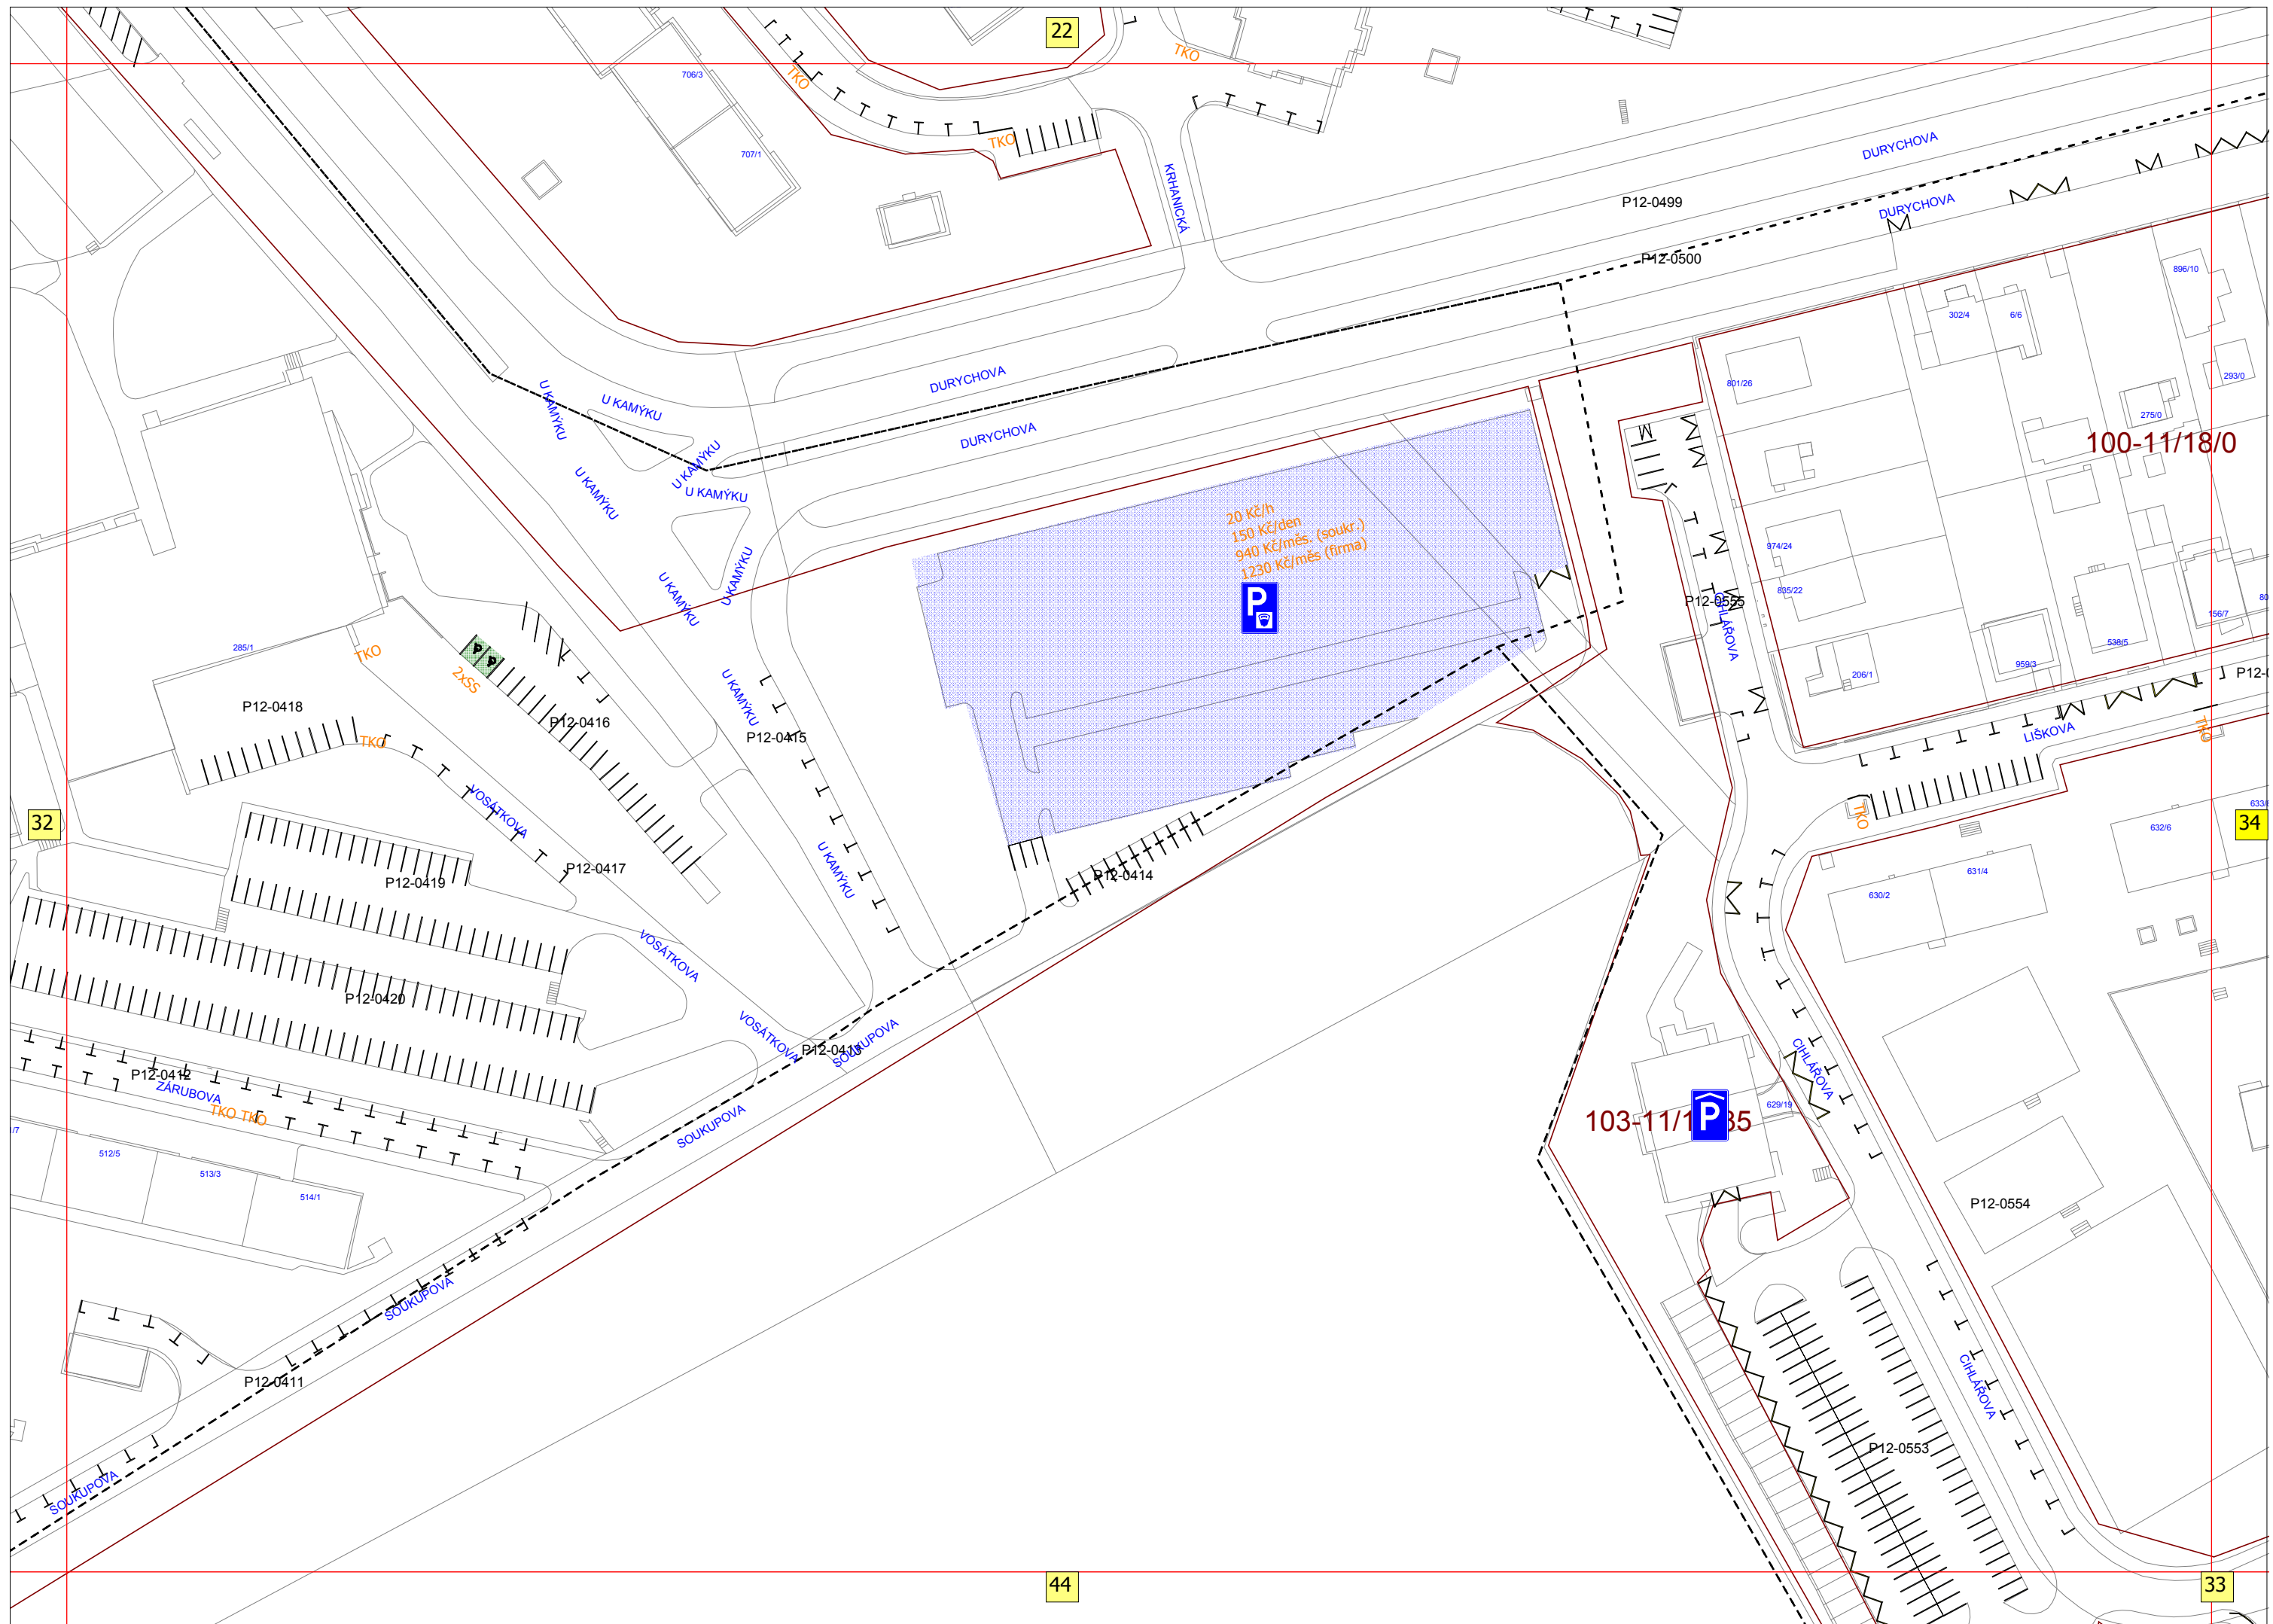 22
TKO
TKO
706/3
707/1
TKO
KRHANICKÁ
DURYCHOVA
P12-0499
DURYCHOVA
P12-0500
896/10
302/4
6/6
293/0
275/0
801/26
100-11/18/0
U KAMÝKU
U KAMÝKU
DURYCHOVA
DURYCHOVA
U KAMÝKU
U KAMÝKU
U KAMÝKU
20 Kč/h
150 Kč/den
940 Kč/měs. (soukr.)
1230 Kč/měs (firma)
P
974/24
835/22
U KAMÝKU
U KAMÝKU
P12-0555
CIHLÁŘOVA
156/7
538/5
959/3
206/1
285/1
TKO
2xSS
P12-0418
P12-0416
U KAMÝKU
P12-0415
TKO
LIŠKOVA
TKO
VOSÁTKOVA
32
34
TKO
632/6
631/4
630/2
P12-0417
P12-0419
U KAMÝKU
P12-0414
VOSÁTKOVA
P12-0420
VOSÁTKOVA
P12-0413
SOUKUPOVA
P12-0412
ZÁRUBOVA
TKO TKO
SOUKUPOVA
CIHLÁŘOVA
629/19
P
512/5
513/3
514/1
P12-0554
SOUKUPOVA
P12-0411
CIHLÁŘOVA
P12-0553
SOUKUPOVA
44
33